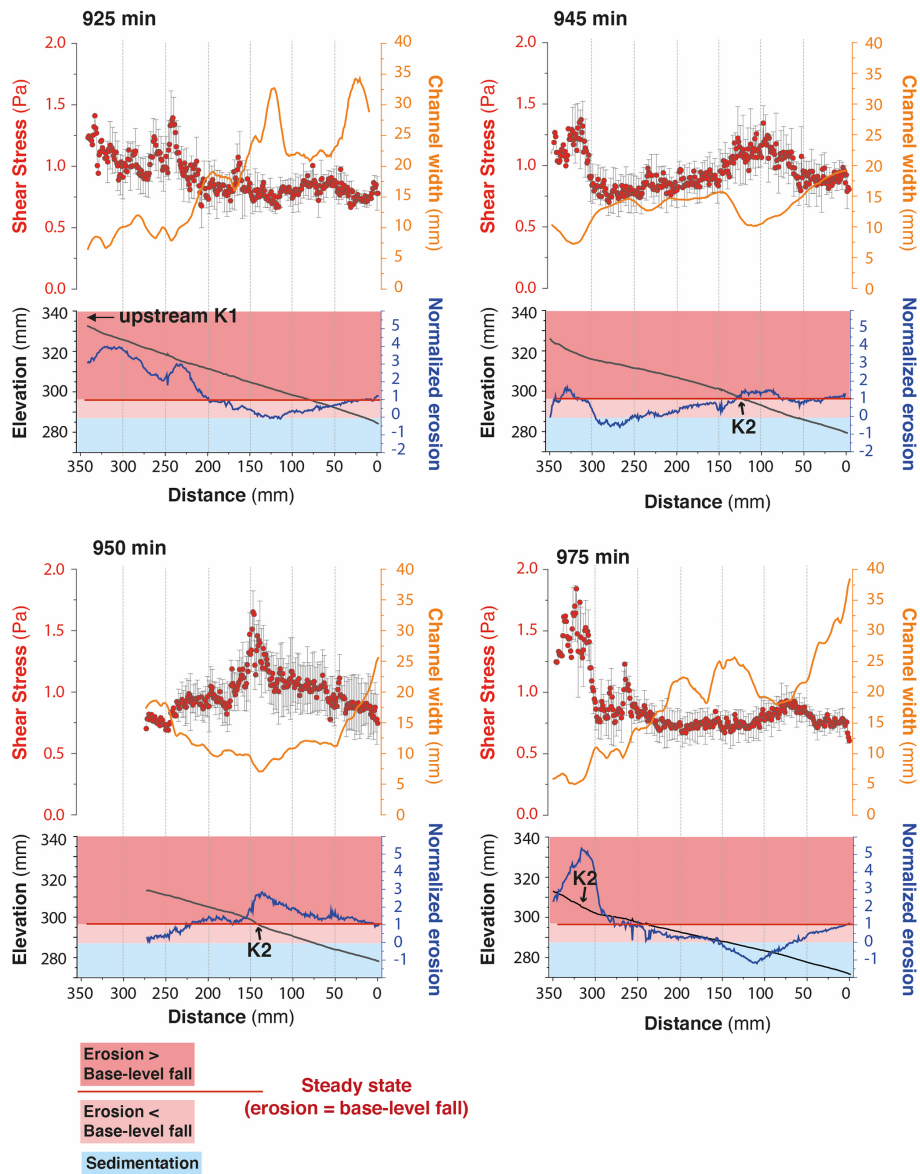 925 min
2.0
1.5
1.0
0.5
0.0
Shear Stress (Pa)
40
35
30
25
20
15
10
5
0
Channel width (mm)
upstream K1
340
320
300
280
Elevation (mm)
5
4
3
2
1
0
-1
-2
Normalized erosion
350 300 250 200 150 100 50 0
Distance (mm)
945 min
2.0
1.5
1.0
0.5
0.0
Shear Stress (Pa)
40
35
30
25
20
15
10
5
0
Channel width (mm)
340
320
300
280
Elevation (mm)
K2
5
4
3
2
1
0
-1
-2
Normalized erosion
350 300 250 200 150 100 50 0
Distance (mm)
950 min
2.0
1.5
1.0
0.5
0.0
Shear Stress (Pa)
40
35
30
25
20
15
10
5
0
Channel width (mm)
340
320
300
280
Elevation (mm)
K2
5
4
3
2
1
0
-1
Normalized erosion
350 300 250 200 150 100 50 0
Distance (mm)
975 min
2.0
1.5
1.0
0.5
0.0
Shear Stress (Pa)
40
35
30
25
20
15
10
5
0
Channel width (mm)
340
320
300
280
Elevation (mm)
K2
5
4
3
2
1
0
-1
Normalized erosion
350 300 250 200 150 100 50 0
Distance (mm)
Erosion >
Base-level fall
Steady state
(erosion = base-level fall)
Erosion <
Base-level fall
Sedimentation